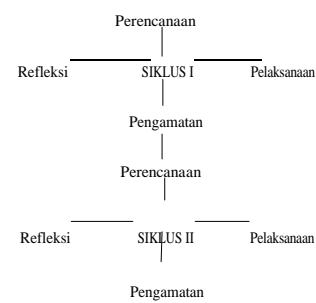 Perencanaan
Refleksi SIKLUS I Pelaksanaan
Pengamatan
Perencanaan
Refleksi SIKLUS II Pelaksanaan
Pengamatan